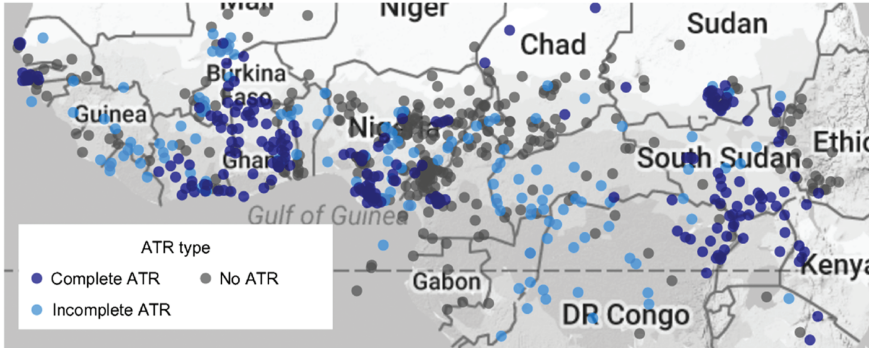 Mali
Niger
Sudan
Chad
Burkina
Faso
Guinea
Nigeria
Ghana
South Sudan
Ethio
Gulf of Guinea
ATR type
Complete ATR
No ATR
Incomplete ATR
Gabon
Kenya
DR Congo